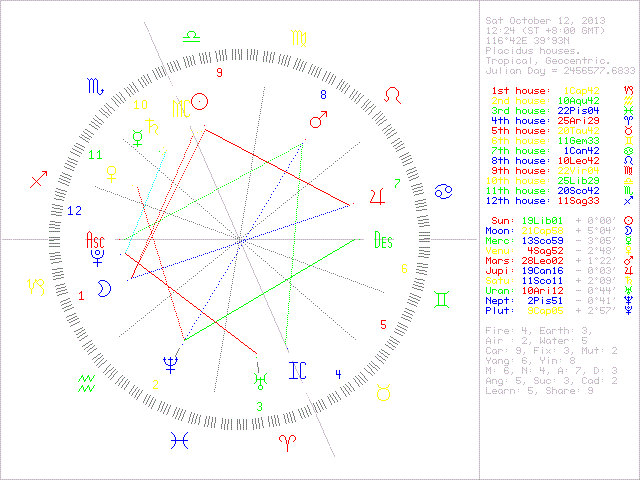 Sat October 12, 2013
12:24 (ST +8:00 GMT)
116°42E 39°93N
Placidus houses.
Tropical, Geocentric.
Julian Day = 2456577.6833
1st house: 1Cap42
2nd house: 10Aqu42
3rd house: 22Pis04
4th house: 25Ari29
5th house: 20Tau42
6th house: 11Gem33
7th house: 1Can42
8th house: 10Leo42
9th house: 22Vir04
10th house: 25Lib29
11th house: 20Sco42
12th house: 11Sag33
Sun: 19Lib01 + 0°00'
Moon: 21Cap53 + 5°04'
Merc: 13Sco59 - 3°05'
Venu: 4Sag52 - 2°48'
Mars: 28Leo02 + 1°22'
Jupi: 19Can16 - 0°03'
Satu: 11Sco11 + 2°09'
Uran: 10Ari12 - 0°44'
Nept: 2Pis51 - 0°41'
Plut: 9Cap05 + 2°57'
Fire: 4, Earth: 3,
Air : 2, Water: 5
Car: 9, Fix: 3, Mut: 2
Yang: 6, Yin: 8
M: 6, N: 4, A: 7, D: 3
Ang: 5, Suc: 3, Cad: 2
Learn: 5, Share: 9
9
8
10
MC
11
7
12
Asc
Des
6
1
5
2
IC
4
3